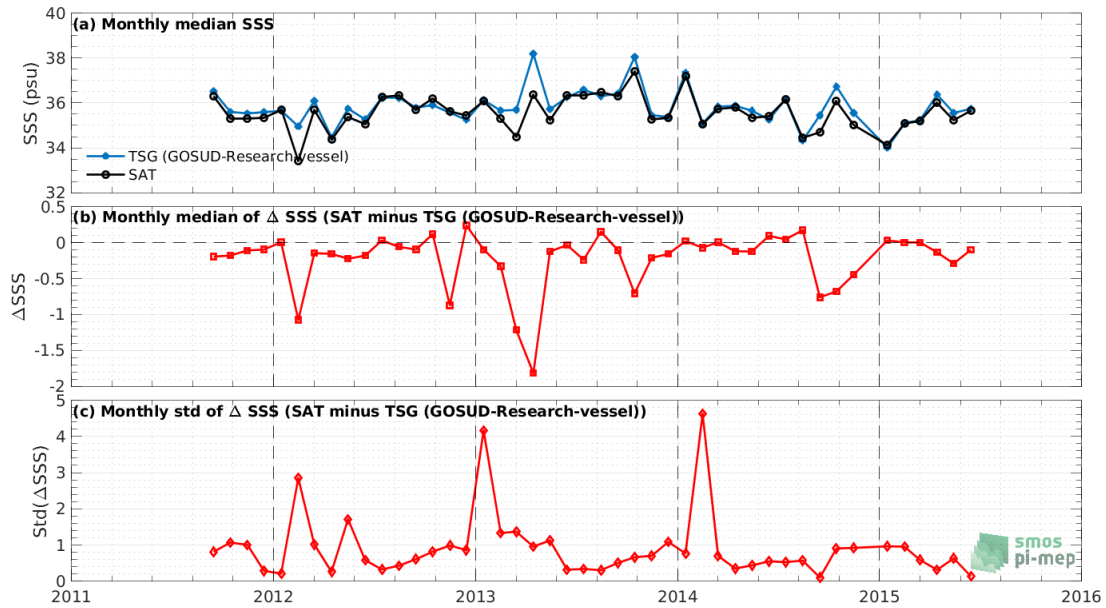 (a) Monthly median SSS
40
38
36
34
32
SSS (psu)
TSG (GOSUD-Research-vessel)
SAT
(b) Monthly median of Δ SSS (SAT minus TSG (GOSUD-Research-vessel))
0.5
0
-0.5
-1
-1.5
-2
ΔSSS
(c) Monthly std of Δ SSS (SAT minus TSG (GOSUD-Research-vessel))
5
4
3
2
1
0
Std(ΔSSS)
smos
pi-mep
2011 2012 2013 2014 2015 2016